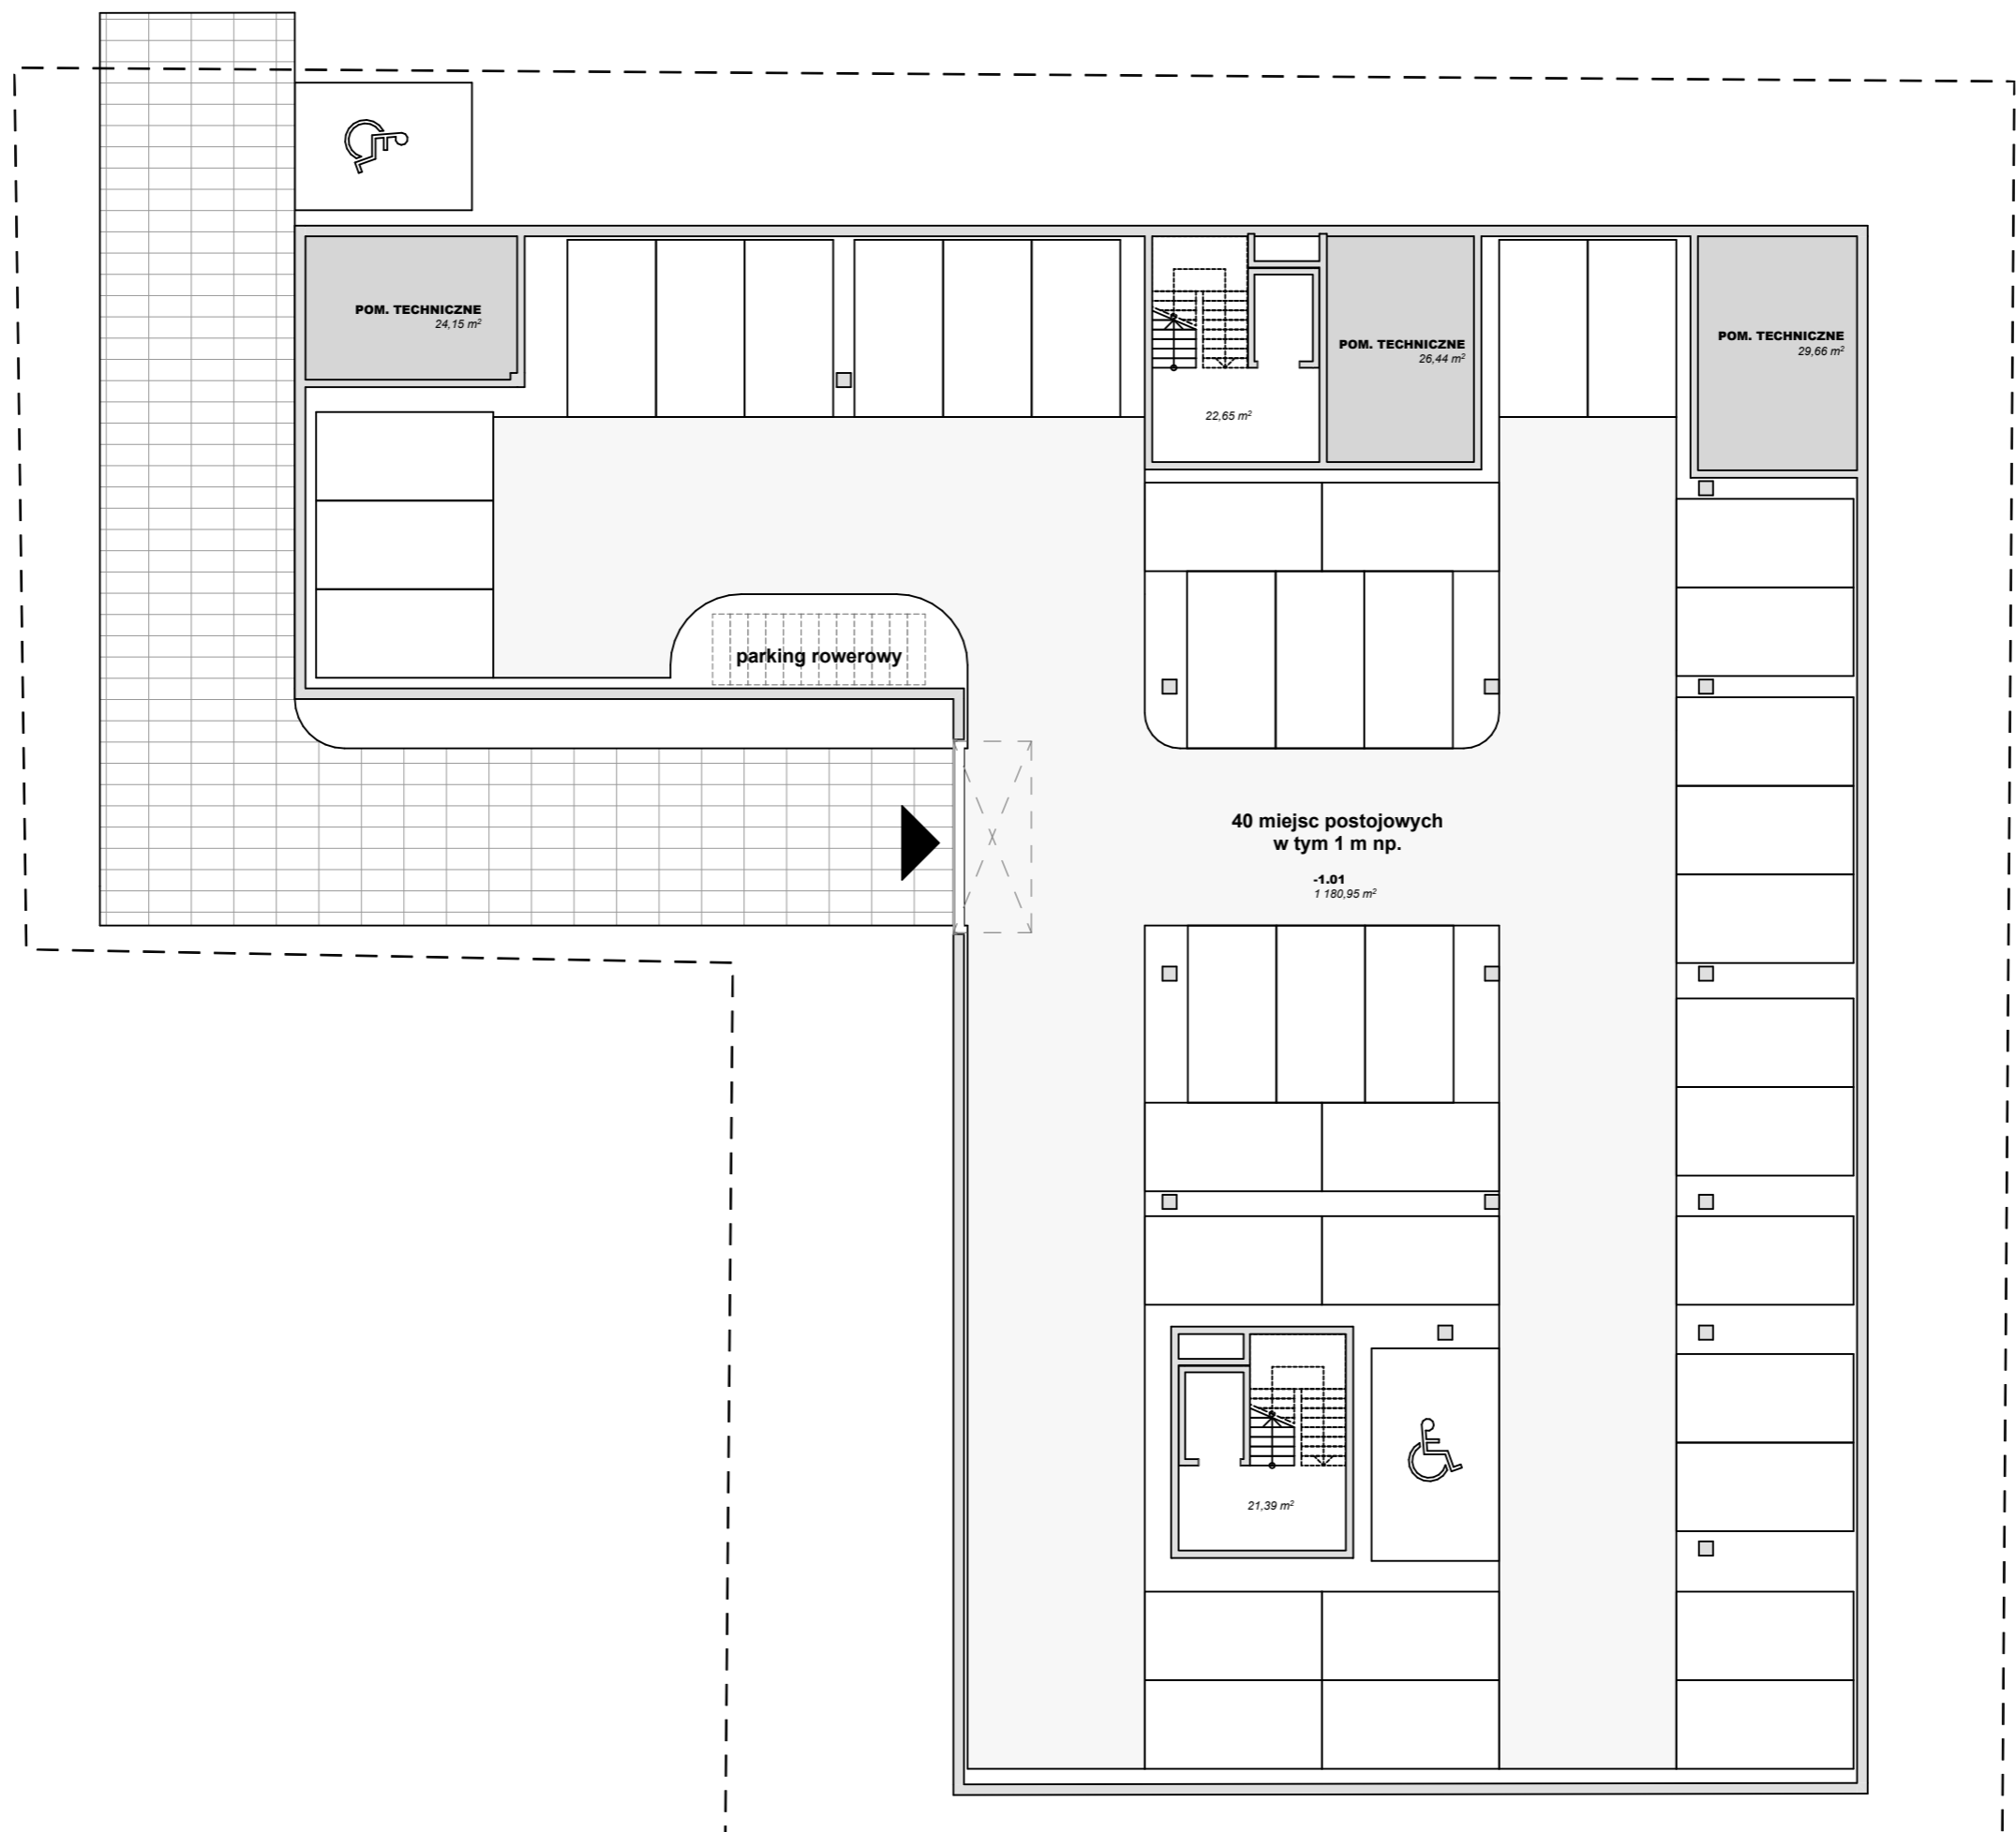 POM. TECHNICZNE
24,15 m²
POM. TECHNICZNE
26,44 m²
POM. TECHNICZNE
29,66 m²
22,65 m²
parking rowerowy
40 miejsc postojowych
w tym 1 m np.
-1.01
1 180,95 m²
21,39 m²